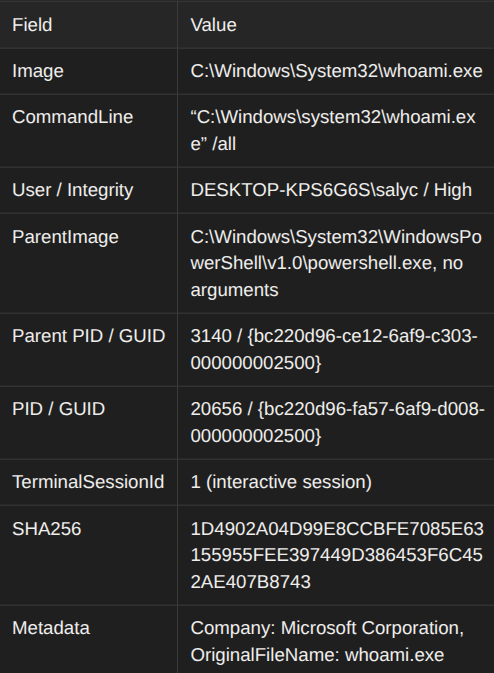 Field Value
Image C:\Windows\System32\whoami.exe
CommandLine “C:\Windows\system32\whoami.ex
e” /all
User / Integrity DESKTOP-KPS6G6S\salyc / High
ParentImage C:\Windows\System32\WindowsPo
werShell\v1.0\powershell.exe, no
arguments
Parent PID / GUID 3140 / {bc220d96-ce12-6af9-c303-
000000002500}
PID / GUID 20656 / {bc220d96-fa57-6af9-d008-
000000002500}
TerminalSessionId 1 (interactive session)
SHA256 1D4902A04D99E8CCBFE7085E63
155955FEE397449D386453F6C45
2AE407B8743
Metadata Company: Microsoft Corporation,
OriginalFileName: whoami.exe